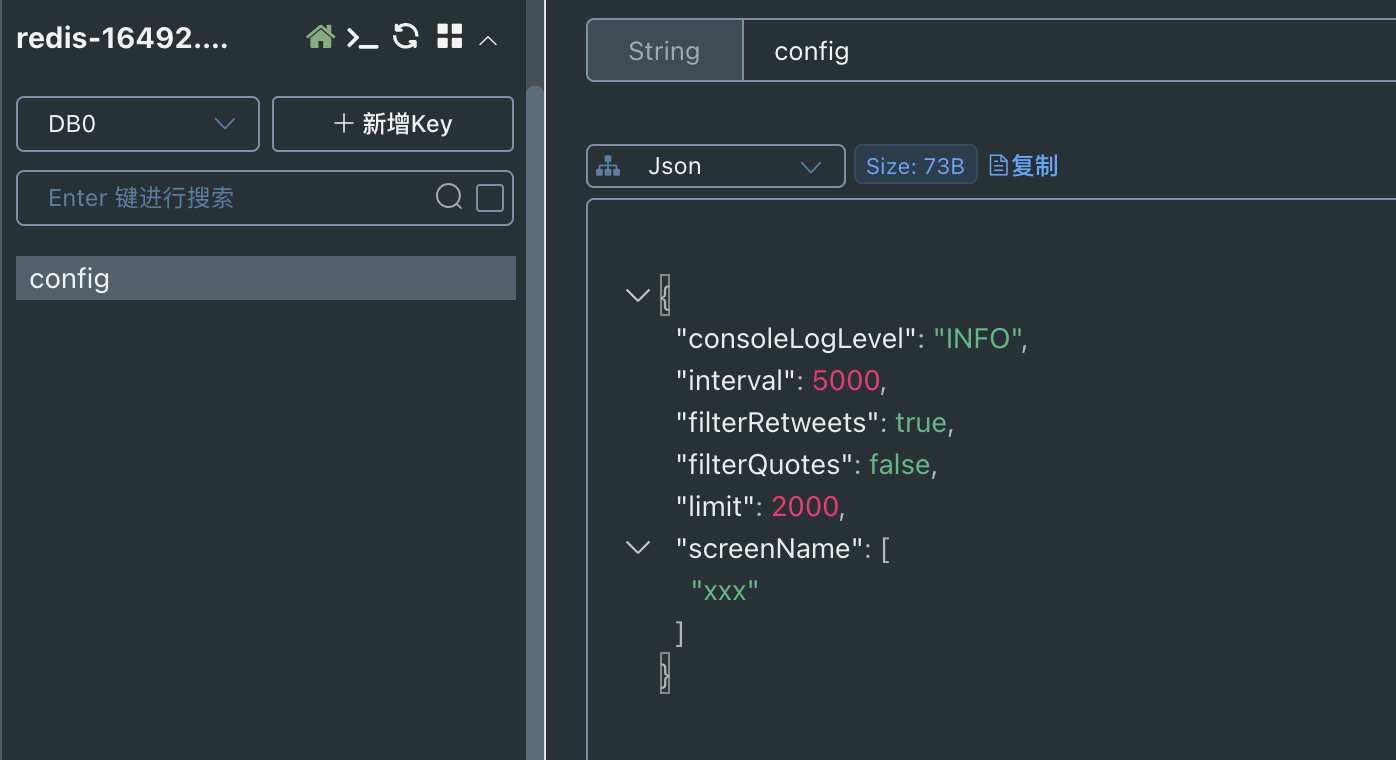 redis-16492....
DB0
新增Key
Enter 键进行搜索
config
String
config
Json
Size: 73B
复制
{
"consoleLogLevel": "INFO",
"interval": 5000,
"filterRetweets": true,
"filterQuotes": false,
"limit": 2000,
"screenName": [
"xxx"
]
}